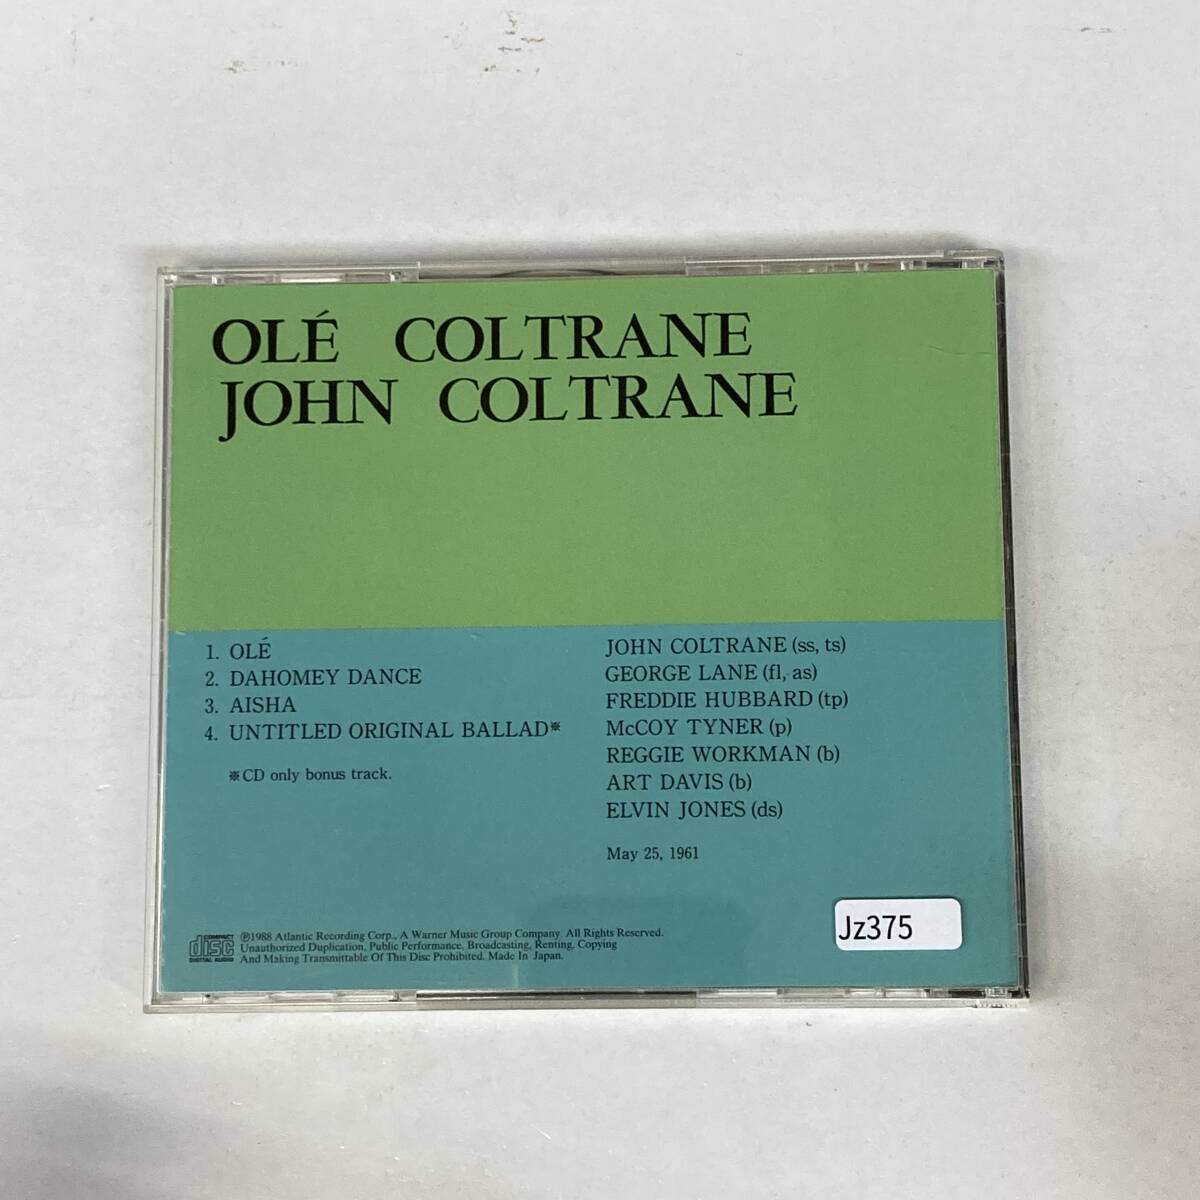 OLÉ COLTRANE
JOHN COLTRANE
1. OLÉ
2. DAHOMEY DANCE
3. AISHA
4. UNTITLED ORIGINAL BALLAD※
※CD only bonus track.
JOHN COLTRANE (ss, ts)
GEORGE LANE (fl, as)
FREDDIE HUBBARD (tp)
McCOY TYNER (p)
REGGIE WORKMAN (b)
ART DAVIS (b)
ELVIN JONES (ds)
May 25, 1961
Jz375
COMPACT
disc
DIGITAL AUDIO
℗1988 Atlantic Recording Corp., A Warner Music Group Company. All Rights Reserved.
Unauthorized Duplication, Public Performance, Broadcasting, Renting, Copying
And Making Transmittable Of This Disc Prohibited. Made In Japan.